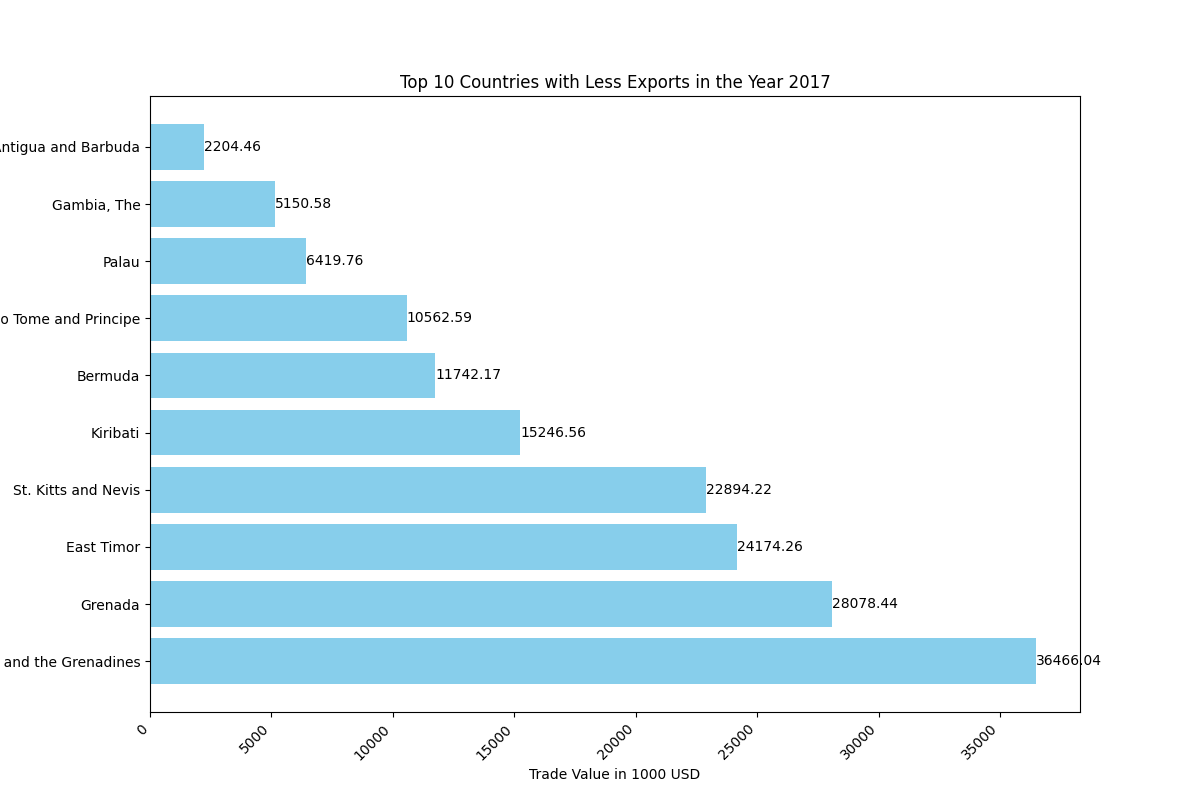 Top 10 Countries with Less Exports in the Year 2017
Antigua and Barbuda 2204.46
Gambia, The 5150.58
Palau 6419.76
o Tome and Principe 10562.59
Bermuda 11742.17
Kiribati 15246.56
St. Kitts and Nevis 22894.22
East Timor 24174.26
Grenada 28078.44
and the Grenadines 36466.04
0 5000 10000 15000 20000 25000 30000 35000
Trade Value in 1000 USD